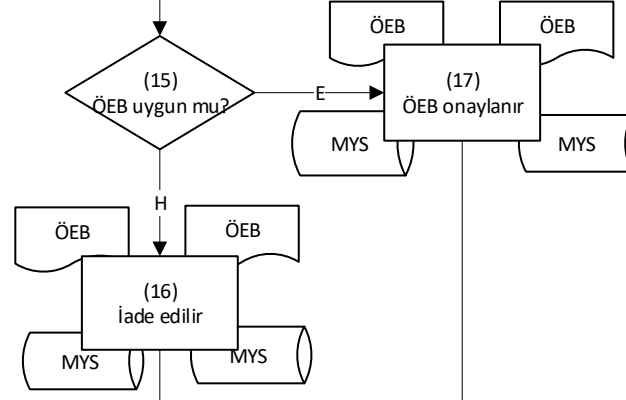 ÖEB
ÖEB
(15)
ÖEB uygun mu?
E
(17)
ÖEB onaylanır
MYS
MYS
H
ÖEB
ÖEB
(16)
İade edilir
MYS
MYS